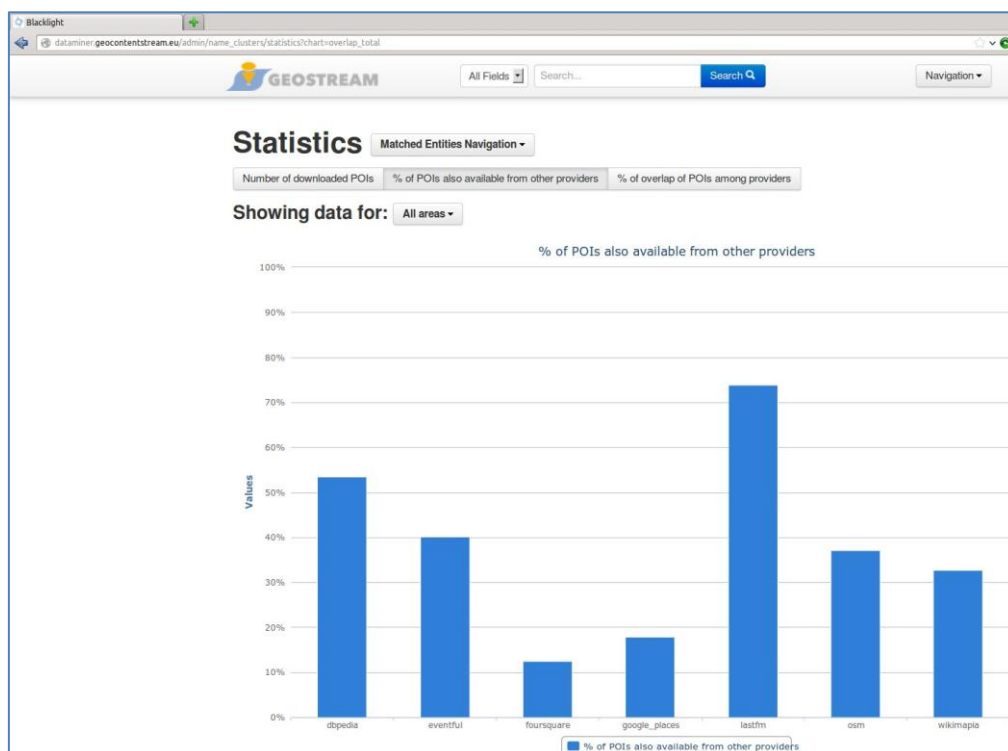 Blacklight
dataminer.geocontentstream.eu/admin/name_clusters/statistics?chart=overlap_total
GEOSTREAM All Fields Search... Search Navigation
Statistics Matched Entities Navigation
Number of downloaded POIs % of POIs also available from other providers % of overlap of POIs among providers
Showing data for: All areas
% of POIs also available from other providers
100%
90%
80%
70%
60%
50%
40%
30%
20%
10%
0%
Values
dbpedia eventful foursquare google_places lastfm osm wikimapia
% of POIs also available from other providers